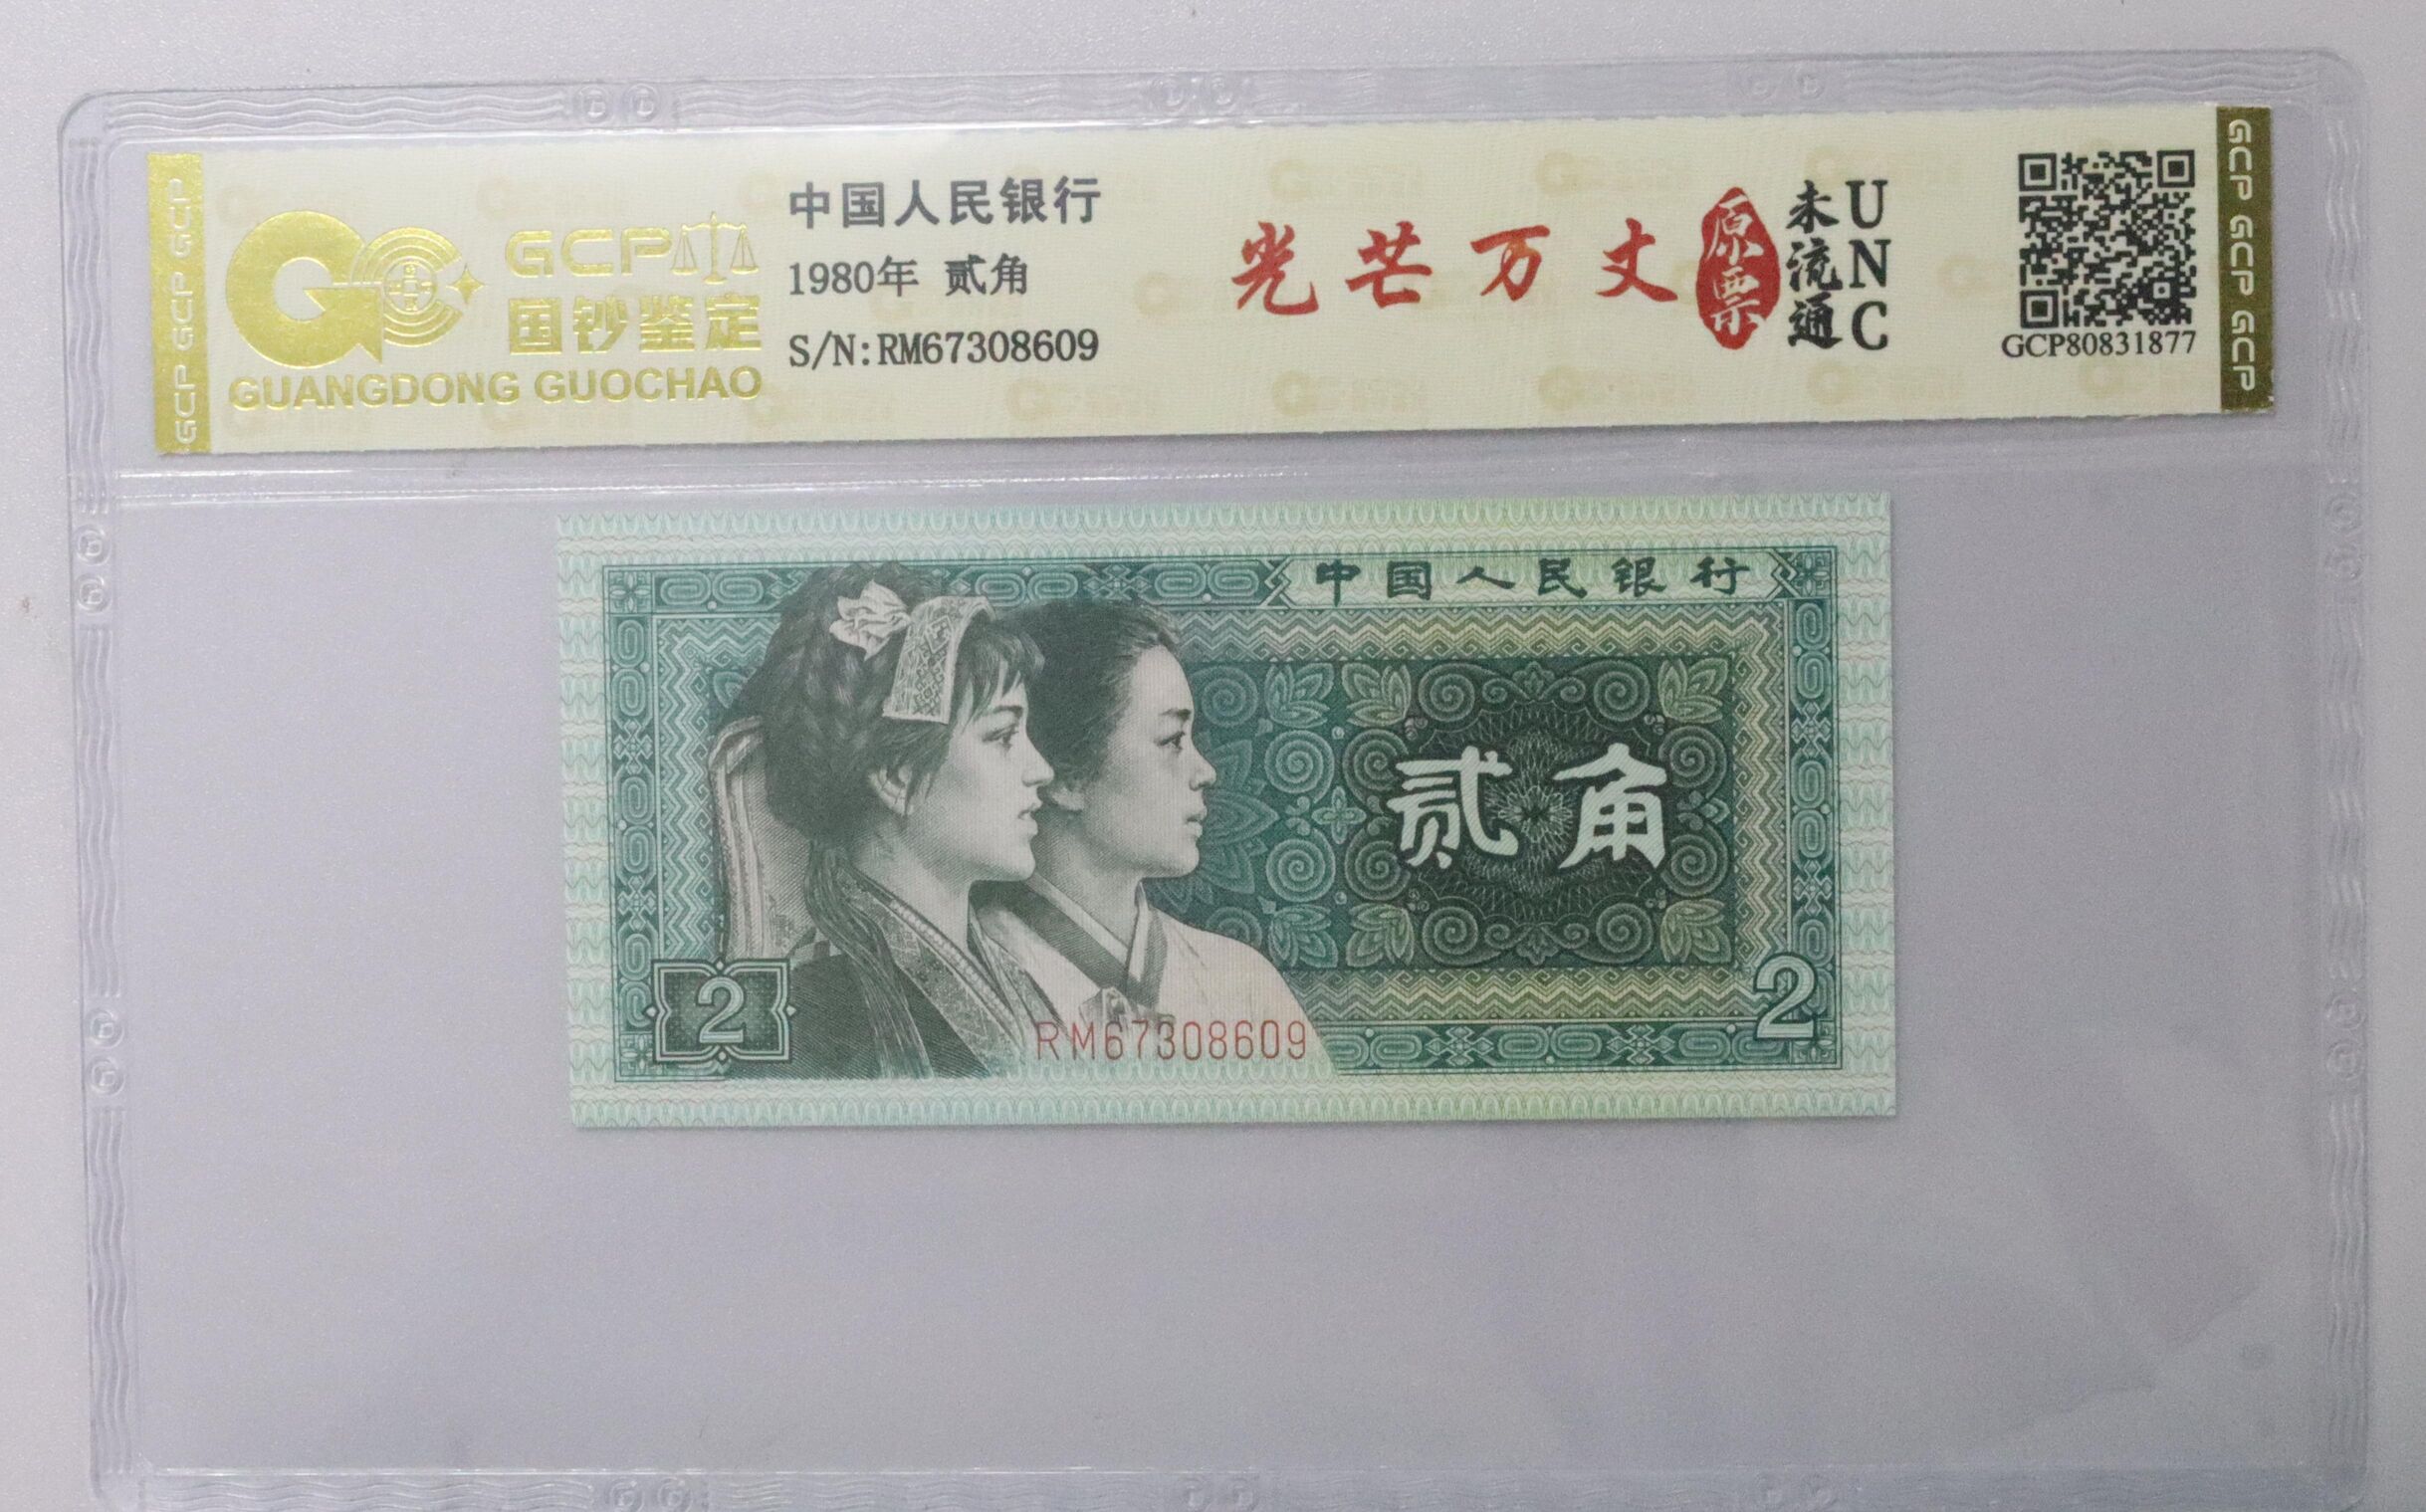 GCP GCP GCP
GCP
国钞鉴定
GUANGDONG GUOCHAO
中国人民银行
1980年 贰角
S/N:RM67308609
光芒万丈
原票
未流通
UNC
GCP80831877
GCP GCP GCP
中国人民银行
贰角
2
2
RM67308609